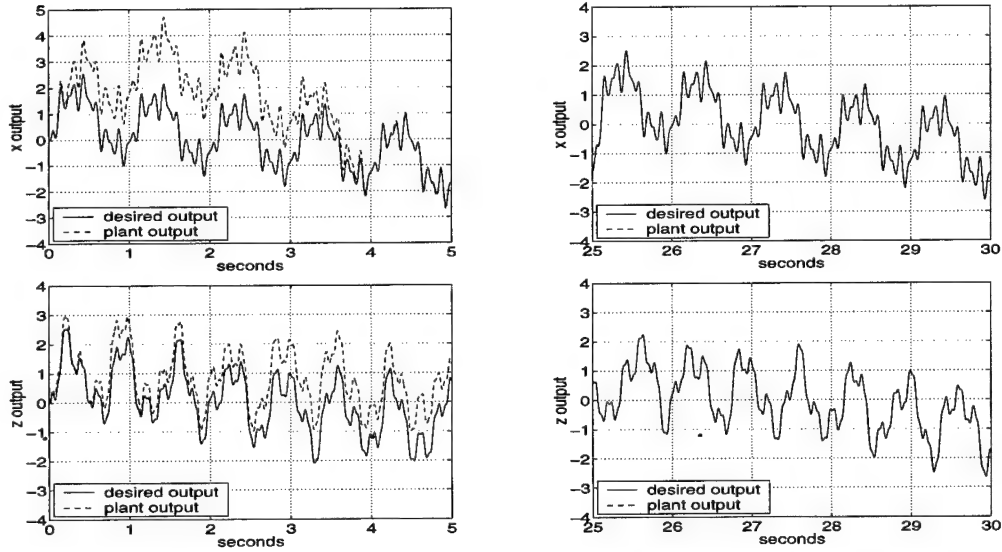 5
4
3
2
1
0
−1
−2
−3
−4
x output
desired output
plant output
0 1 2 3 4 5
seconds
4
3
2
1
0
−1
−2
−3
−4
x output
desired output
plant output
25 26 27 28 29 30
seconds
4
3
2
1
0
−1
−2
−3
−4
z output
desired output
plant output
0 1 2 3 4 5
seconds
4
3
2
1
0
−1
−2
−3
−4
z output
desired output
plant output
25 26 27 28 29 30
seconds